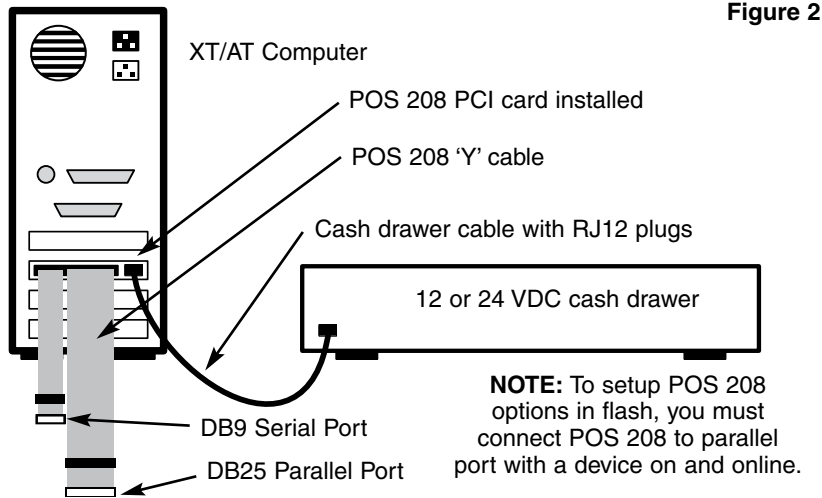 Figure 2
XT/AT Computer
POS 208 PCI card installed
POS 208 ‘Y’ cable
Cash drawer cable with RJ12 plugs
12 or 24 VDC cash drawer
NOTE: To setup POS 208
options in flash, you must
connect POS 208 to parallel
port with a device on and online.
DB9 Serial Port
DB25 Parallel Port